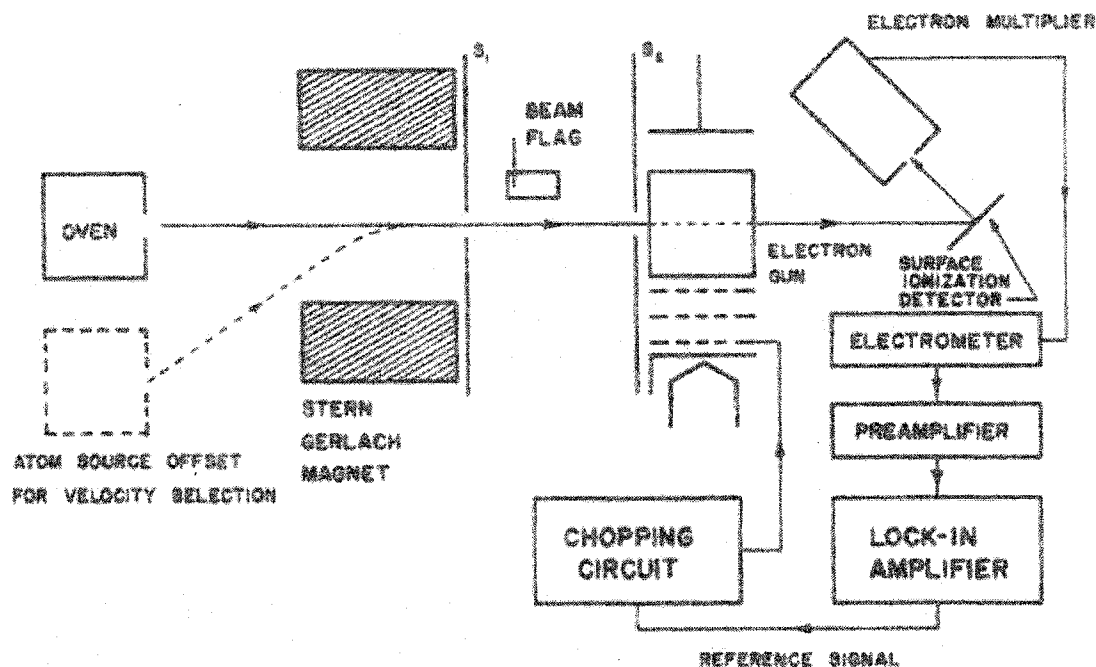 ELECTRON MULTIPLIER
S₁
S₂
BEAM
FLAG
OVEN
ELECTRON
GUN
SURFACE
IONIZATION
DETECTOR
ELECTROMETER
STERN
GERLACH
MAGNET
PREAMPLIFIER
ATOM SOURCE OFFSET
FOR VELOCITY SELECTION
CHOPPING
CIRCUIT
LOCK-IN
AMPLIFIER
REFERENCE SIGNAL